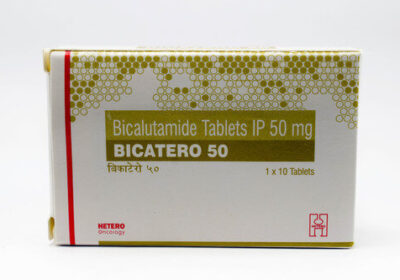 Bicalutamide Tablets IP 50 mg
BICATERO 50
बिकाटेरो ५०
1 x 10 Tablets
HETERO
Oncology